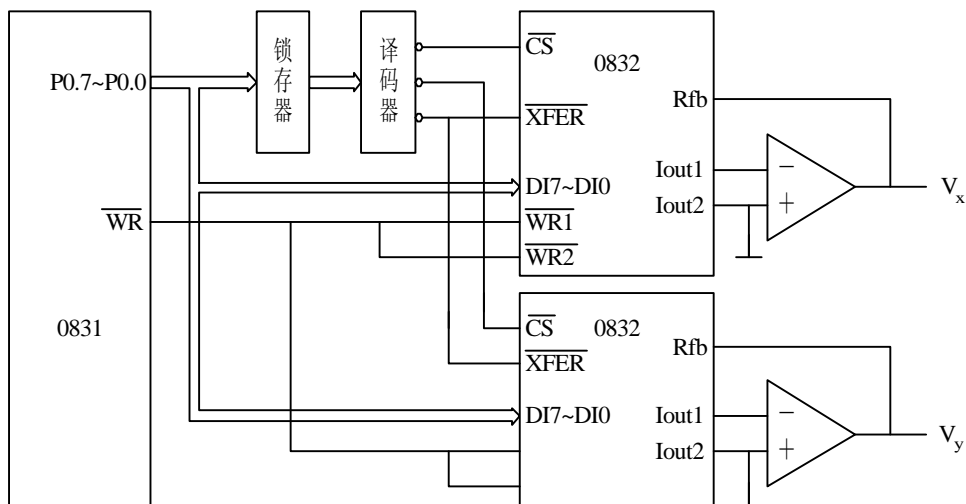 P0.7~P0.0
WR
0831
锁存器
译码器
CS
0832
XFER
DI7~DI0
WR1
WR2
Rfb
Iout1
Iout2
−
+
Vx
CS
0832
XFER
DI7~DI0
Rfb
Iout1
Iout2
−
+
Vy